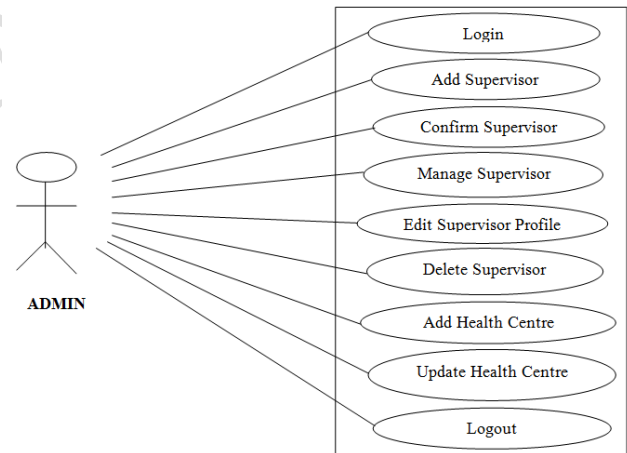 Login
Add Supervisor
Confirm Supervisor
Manage Supervisor
Edit Supervisor Profile
Delete Supervisor
ADMIN
Add Health Centre
Update Health Centre
Logout